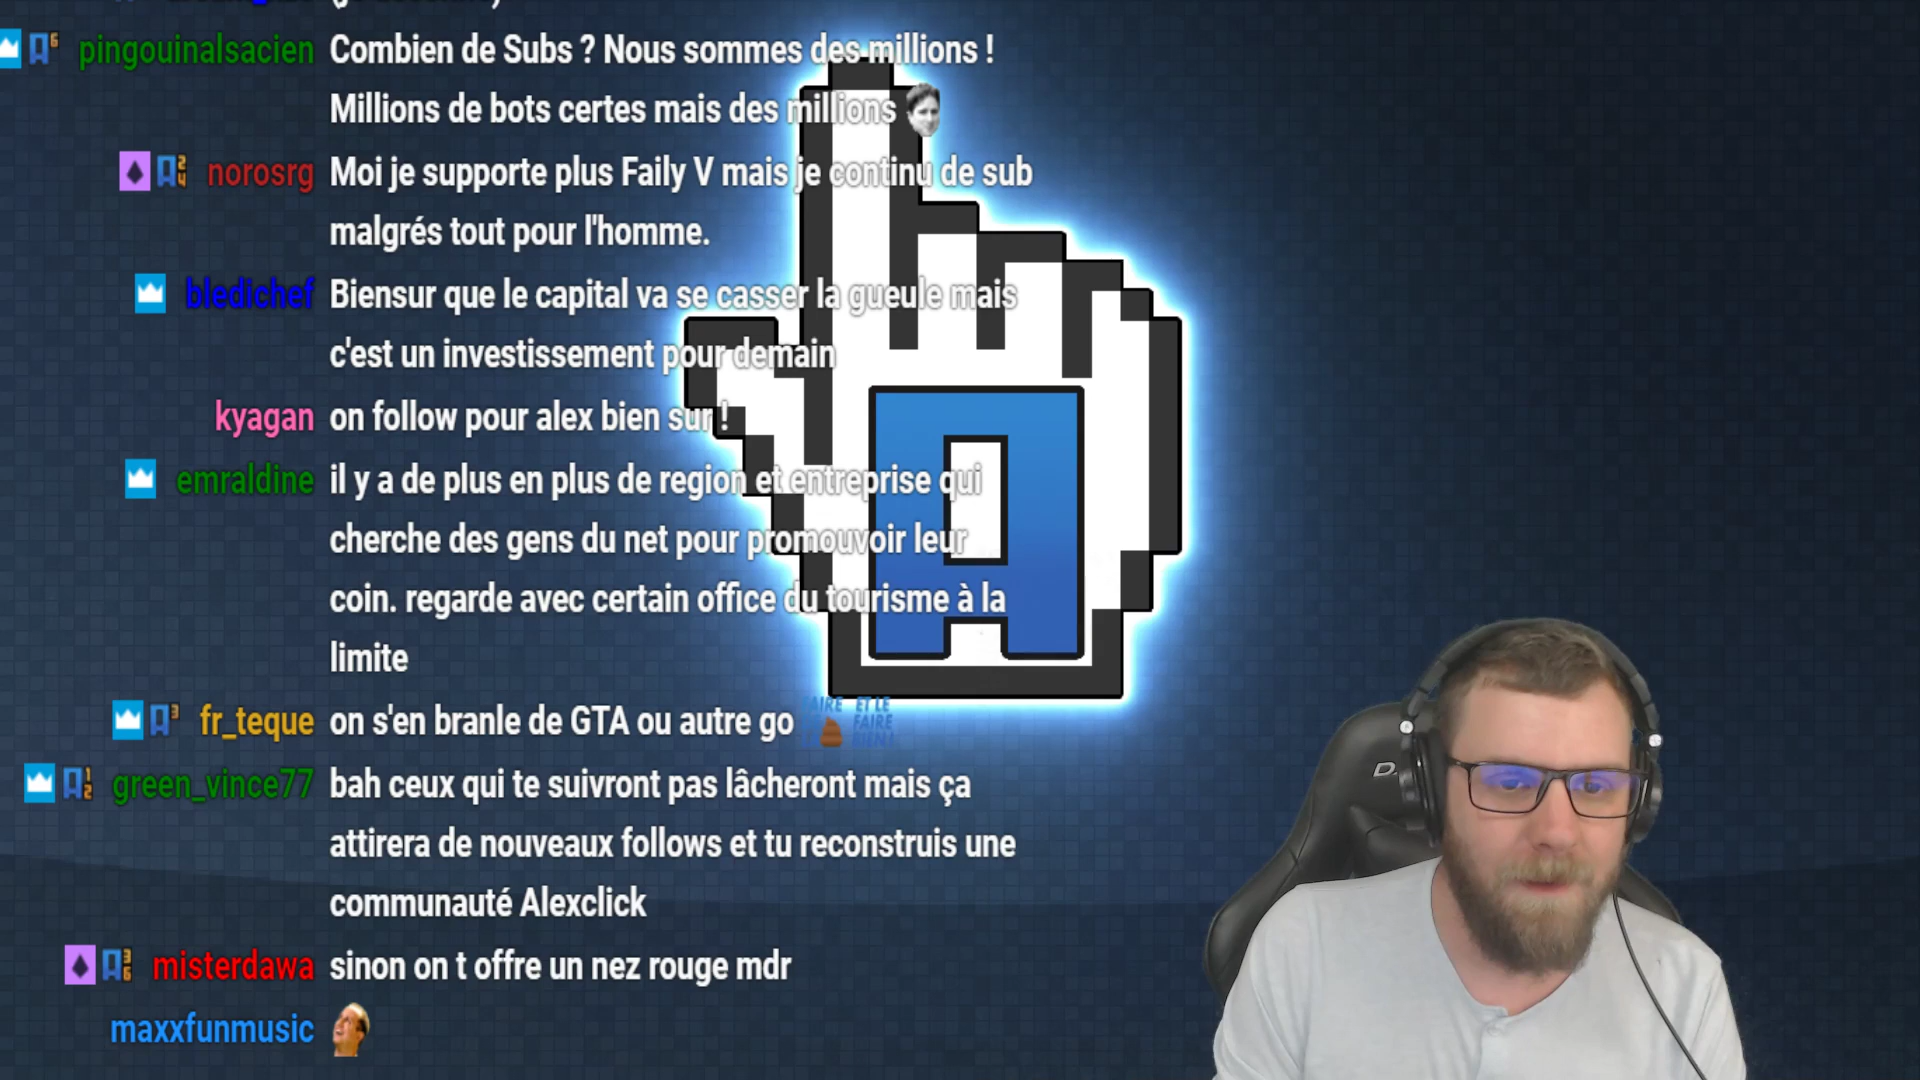 pingouinalsacien Combien de Subs ? Nous sommes des millions !
Millions de bots certes mais des millions
norosrg Moi je supporte plus Faily V mais je continu de sub
malgrés tout pour l'homme.
bledichef Biensur que le capital va se casser la gueule mais
c'est un investissement pour demain
kyagan on follow pour alex bien sur !
emraldine il y a de plus en plus de region et entreprise qui
cherche des gens du net pour promouvoir leur
coin. regarde avec certain office du tourisme à la
limite
fr_teque on s'en branle de GTA ou autre go
FAIRE ET LE
FAIRE
BIEN
green_vince77 bah ceux qui te suivront pas lâcheront mais ça
attirera de nouveaux follows et tu reconstruis une
communauté Alexclick
misterdawa sinon on t offre un nez rouge mdr
maxxfunmusic